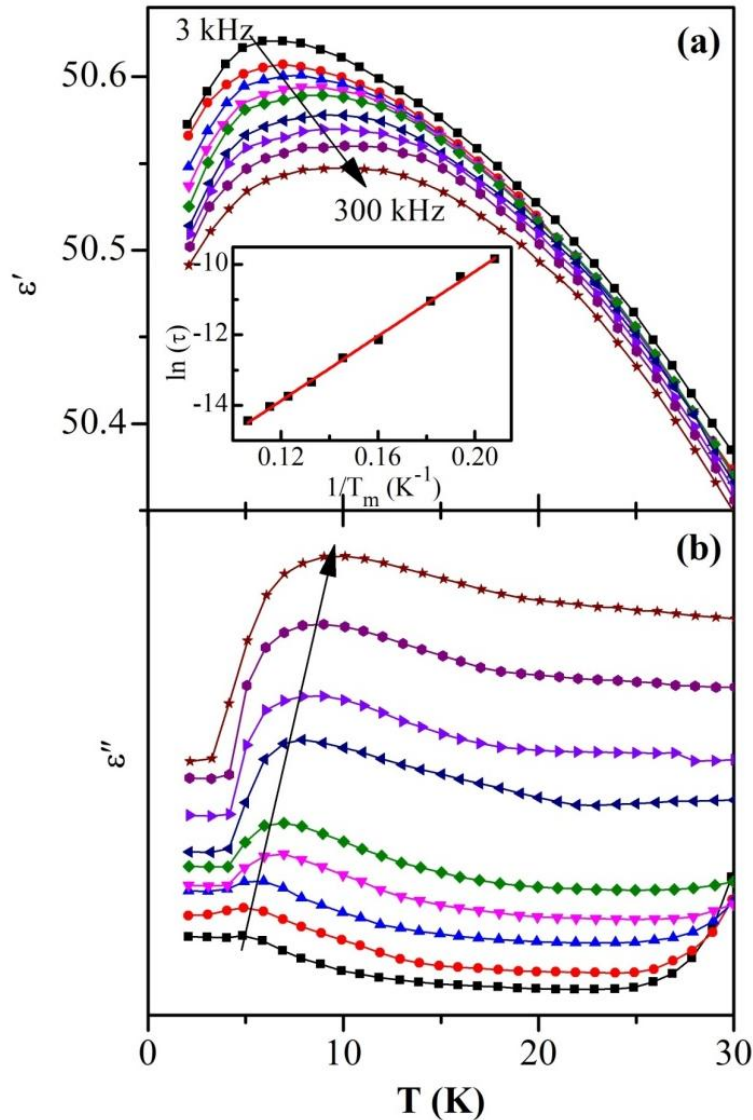 (a)
3 kHz
300 kHz
50.6
50.5
50.4
ε′
-10
-12
-14
ln (τ)
0.12 0.16 0.20
1/Tₘ (K⁻¹)
(b)
ε″
0 10 20 30
T (K)